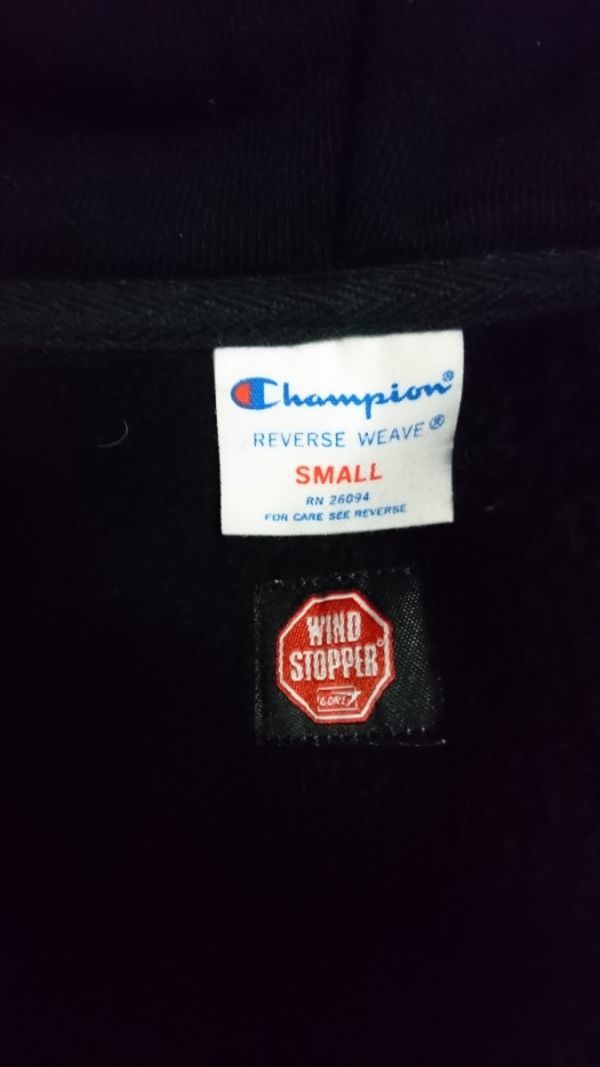 Champion®
REVERSE WEAVE®
SMALL
RN 26094
FOR CARE SEE REVERSE
WIND
STOPPER®
GORE